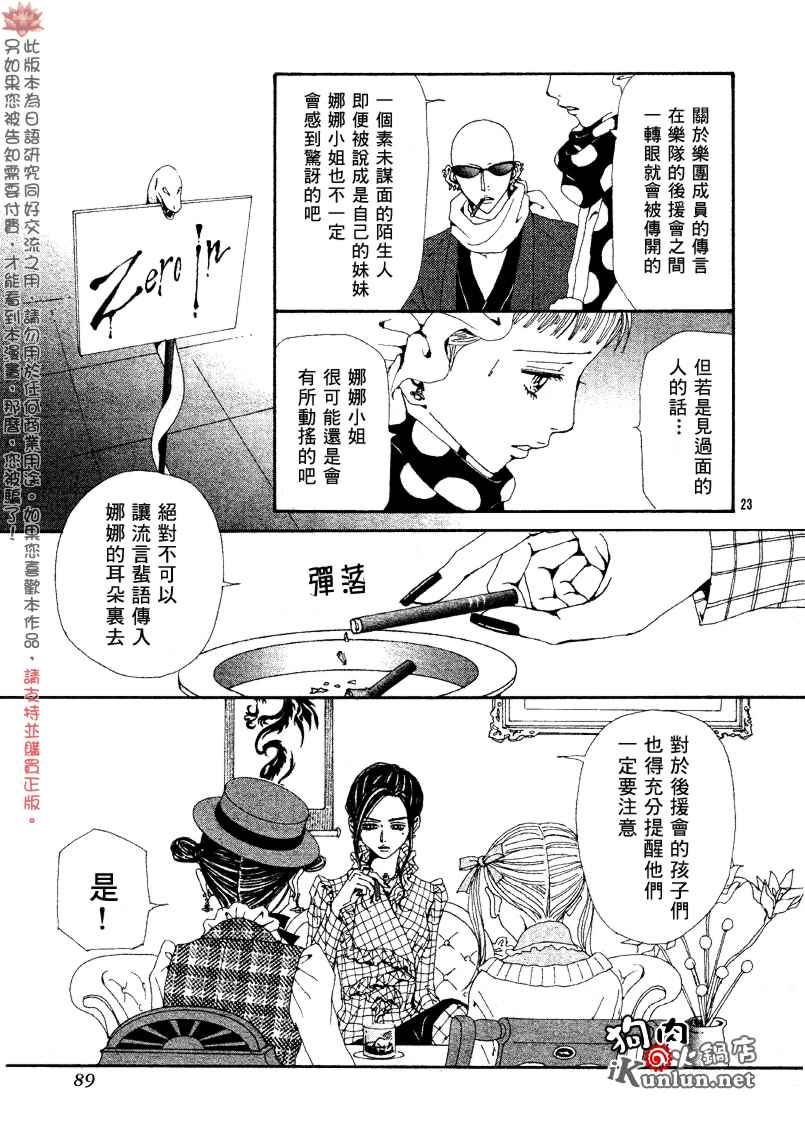 關於樂團成員的傳言
在樂隊的後援會之間
一轉眼就會被傳開的
一個素未謀面的陌生人
即便被說成是自己的妹妹
娜娜小姐也不一定
會感到驚訝的吧
Zero In
但若是見過面的
人的話…
娜娜小姐
很可能還是會
有所動搖的吧
23
彈落
絕對不可以
讓流言蜚語傳入
娜娜的耳朵裏去
對於後援會的孩子們
也得充分提醒他們
一定要注意
是！
89
狗肉火鍋店
iKunlun.net
此版本為日語研究同好交流之用，請勿用於任何商業用途。如果您喜歡本作品，請支持並購買正版。
另如果您被告知需要付費，才能看到本漫畫，那麼，您被騙了！